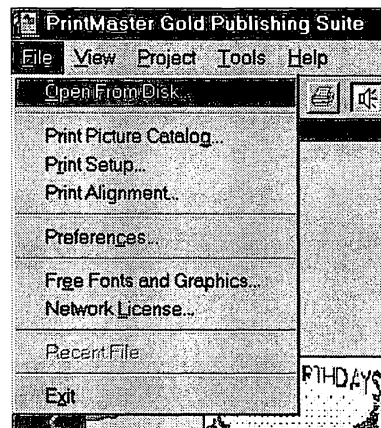 PrintMaster Gold Publishing Suite
File View Project Tools Help
Open From Disk...
Print Picture Catalog...
Print Setup...
Print Alignment...
Preferences...
Free Fonts and Graphics...
Network License...
Recent File
Exit
RTHDAYS